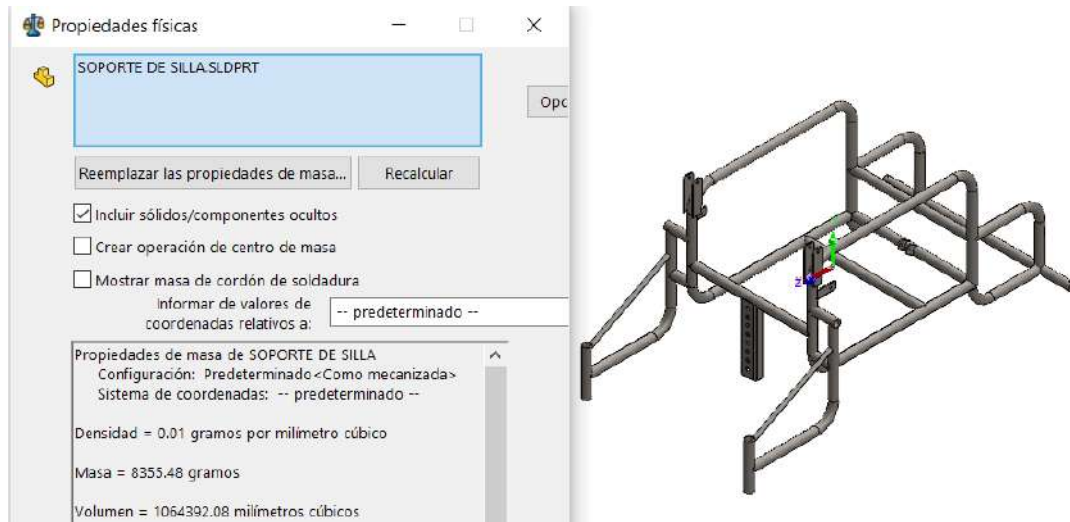 Propiedades físicas
SOPORTE DE SILLA.SLDPRT
Opc
Reemplazar las propiedades de masa...
Recalcular
Incluir sólidos/componentes ocultos
Crear operación de centro de masa
Mostrar masa de cordón de soldadura
Informar de valores de
coordenadas relativos a:
-- predeterminado --
Propiedades de masa de SOPORTE DE SILLA
Configuración: Predeterminado<Como mecanizada>
Sistema de coordenadas: -- predeterminado --
Densidad = 0.01 gramos por milímetro cúbico
Masa = 8355.48 gramos
Volumen = 1064392.08 milímetros cúbicos
Z